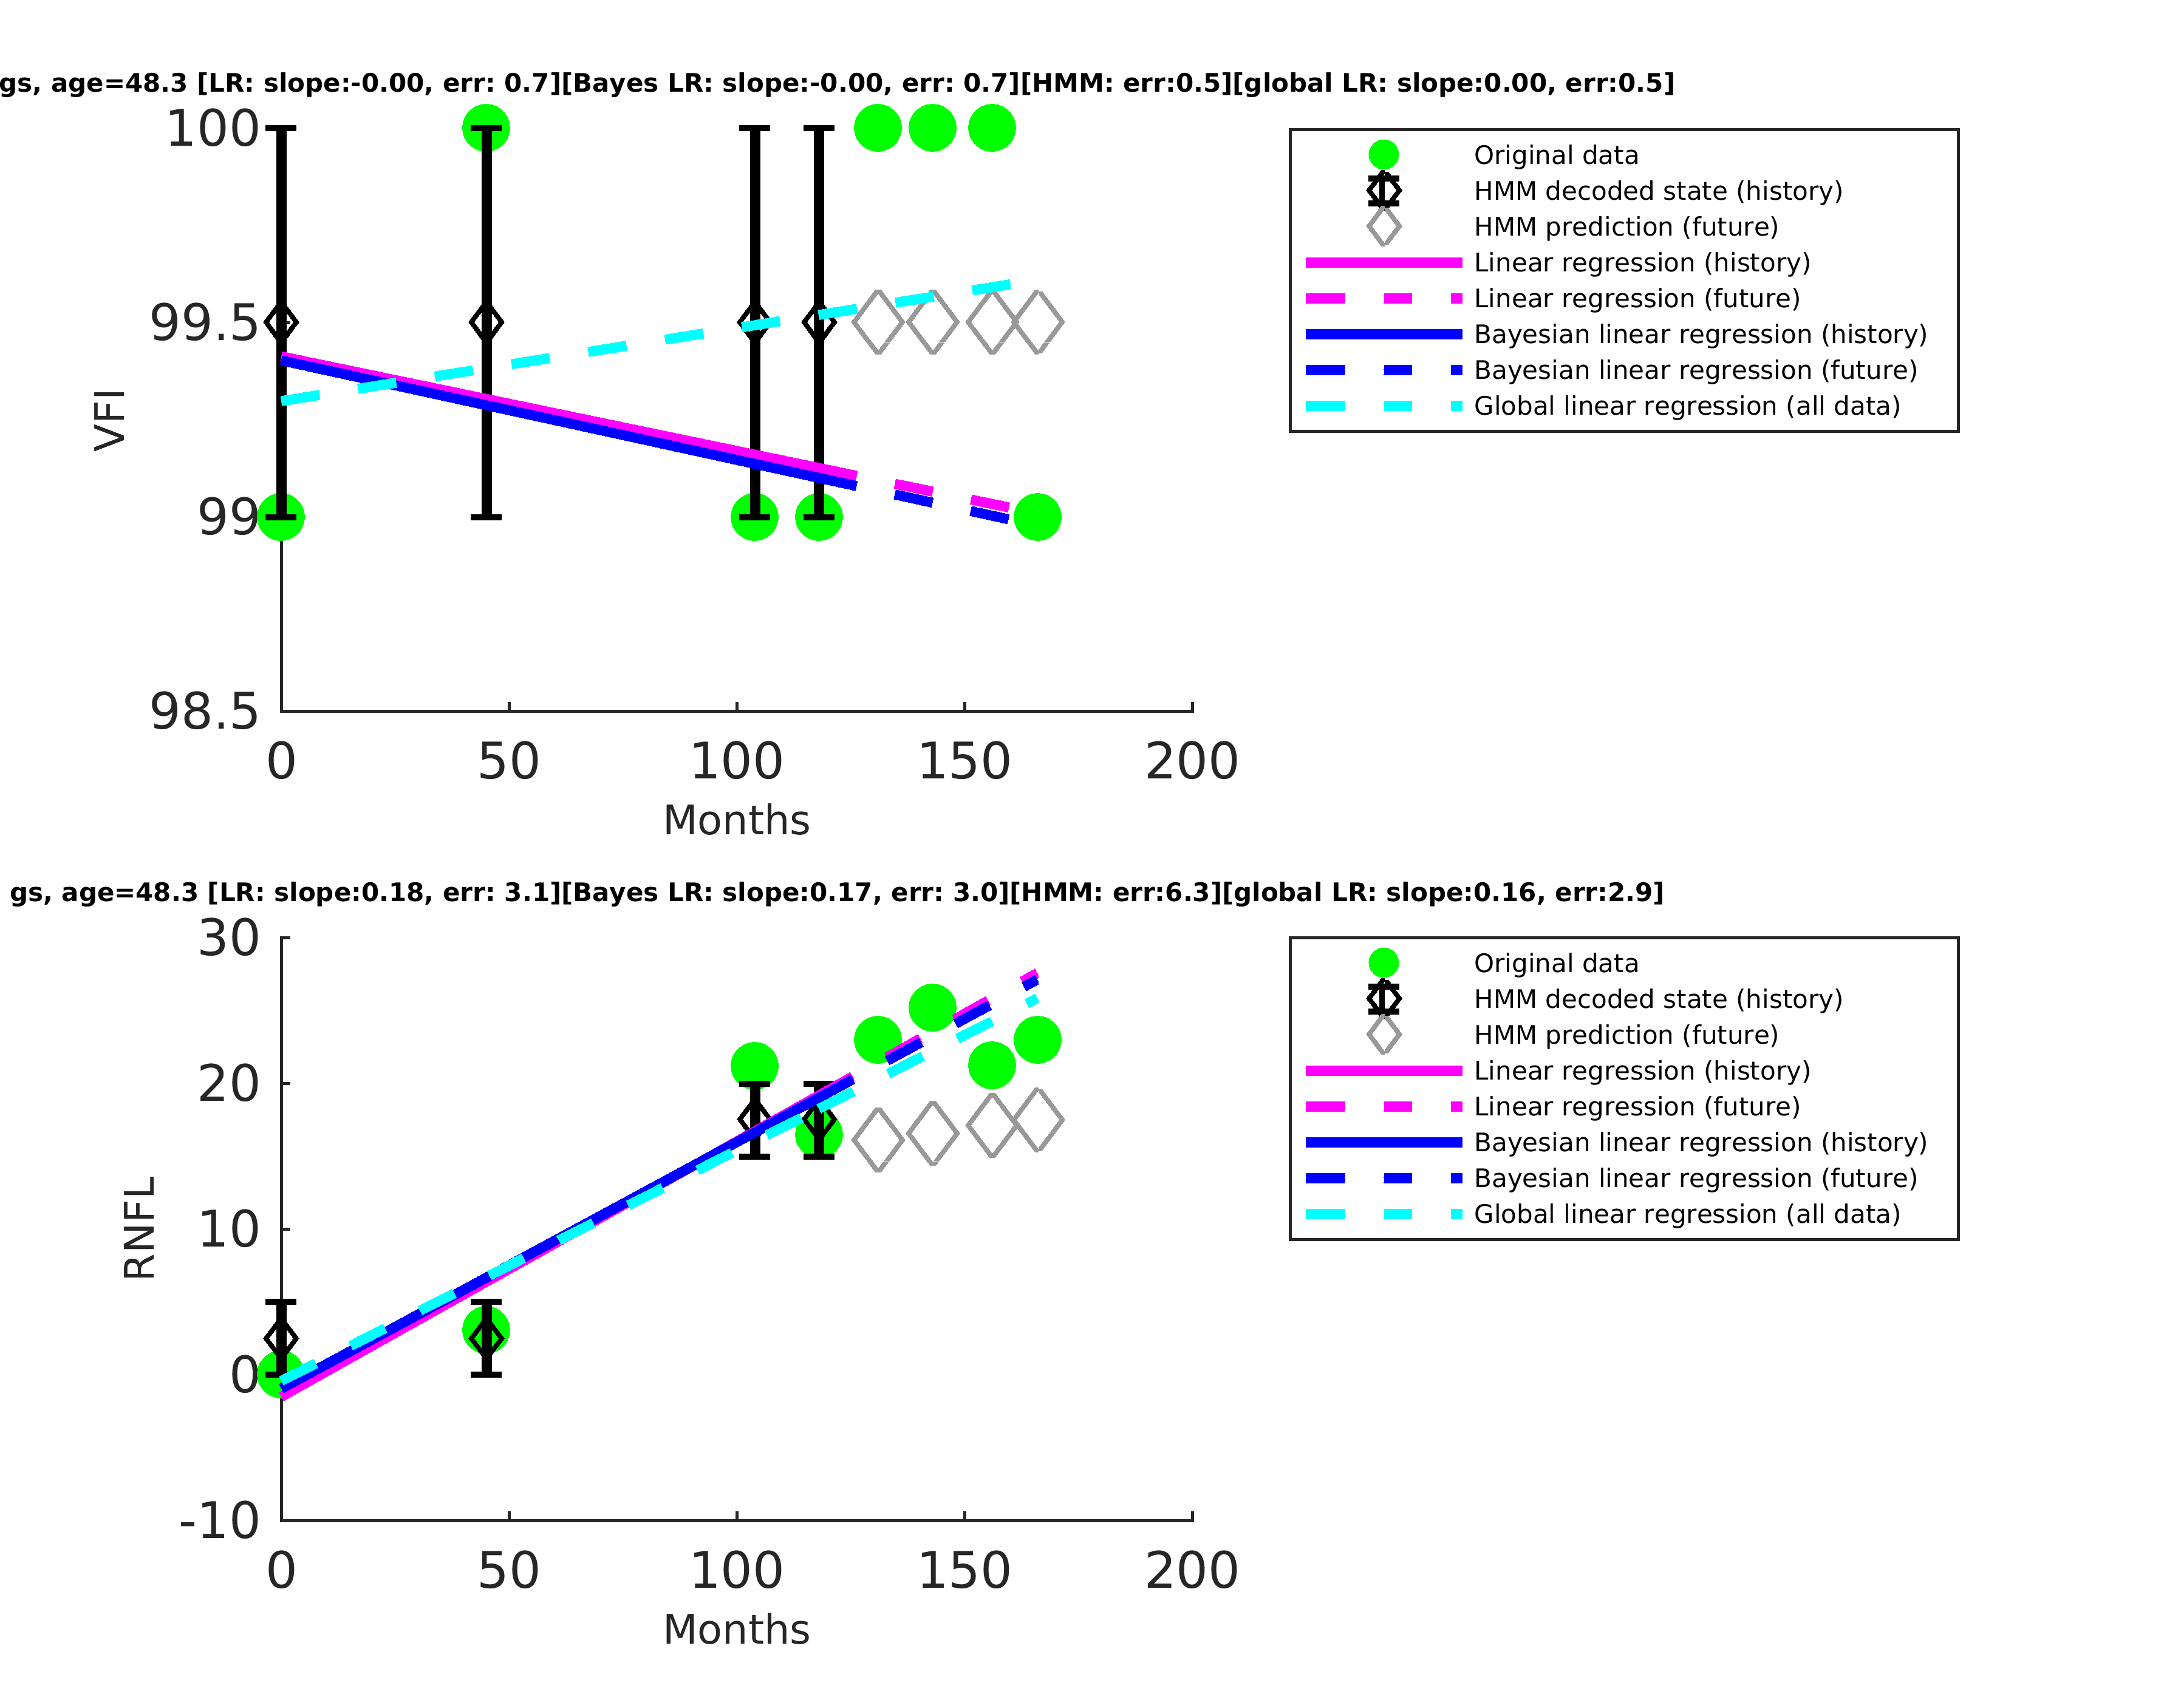 gs, age=48.3 [LR: slope:-0.00, err: 0.7][Bayes LR: slope:-0.00, err: 0.7][HMM: err:0.5][global LR: slope:0.00, err:0.5]
100
99.5
99
98.5
VFI
0 50 100 150 200
Months
Original data
HMM decoded state (history)
HMM prediction (future)
Linear regression (history)
Linear regression (future)
Bayesian linear regression (history)
Bayesian linear regression (future)
Global linear regression (all data)
gs, age=48.3 [LR: slope:0.18, err: 3.1][Bayes LR: slope:0.17, err: 3.0][HMM: err:6.3][global LR: slope:0.16, err:2.9]
30
20
10
0
-10
RNFL
0 50 100 150 200
Months
Original data
HMM decoded state (history)
HMM prediction (future)
Linear regression (history)
Linear regression (future)
Bayesian linear regression (history)
Bayesian linear regression (future)
Global linear regression (all data)